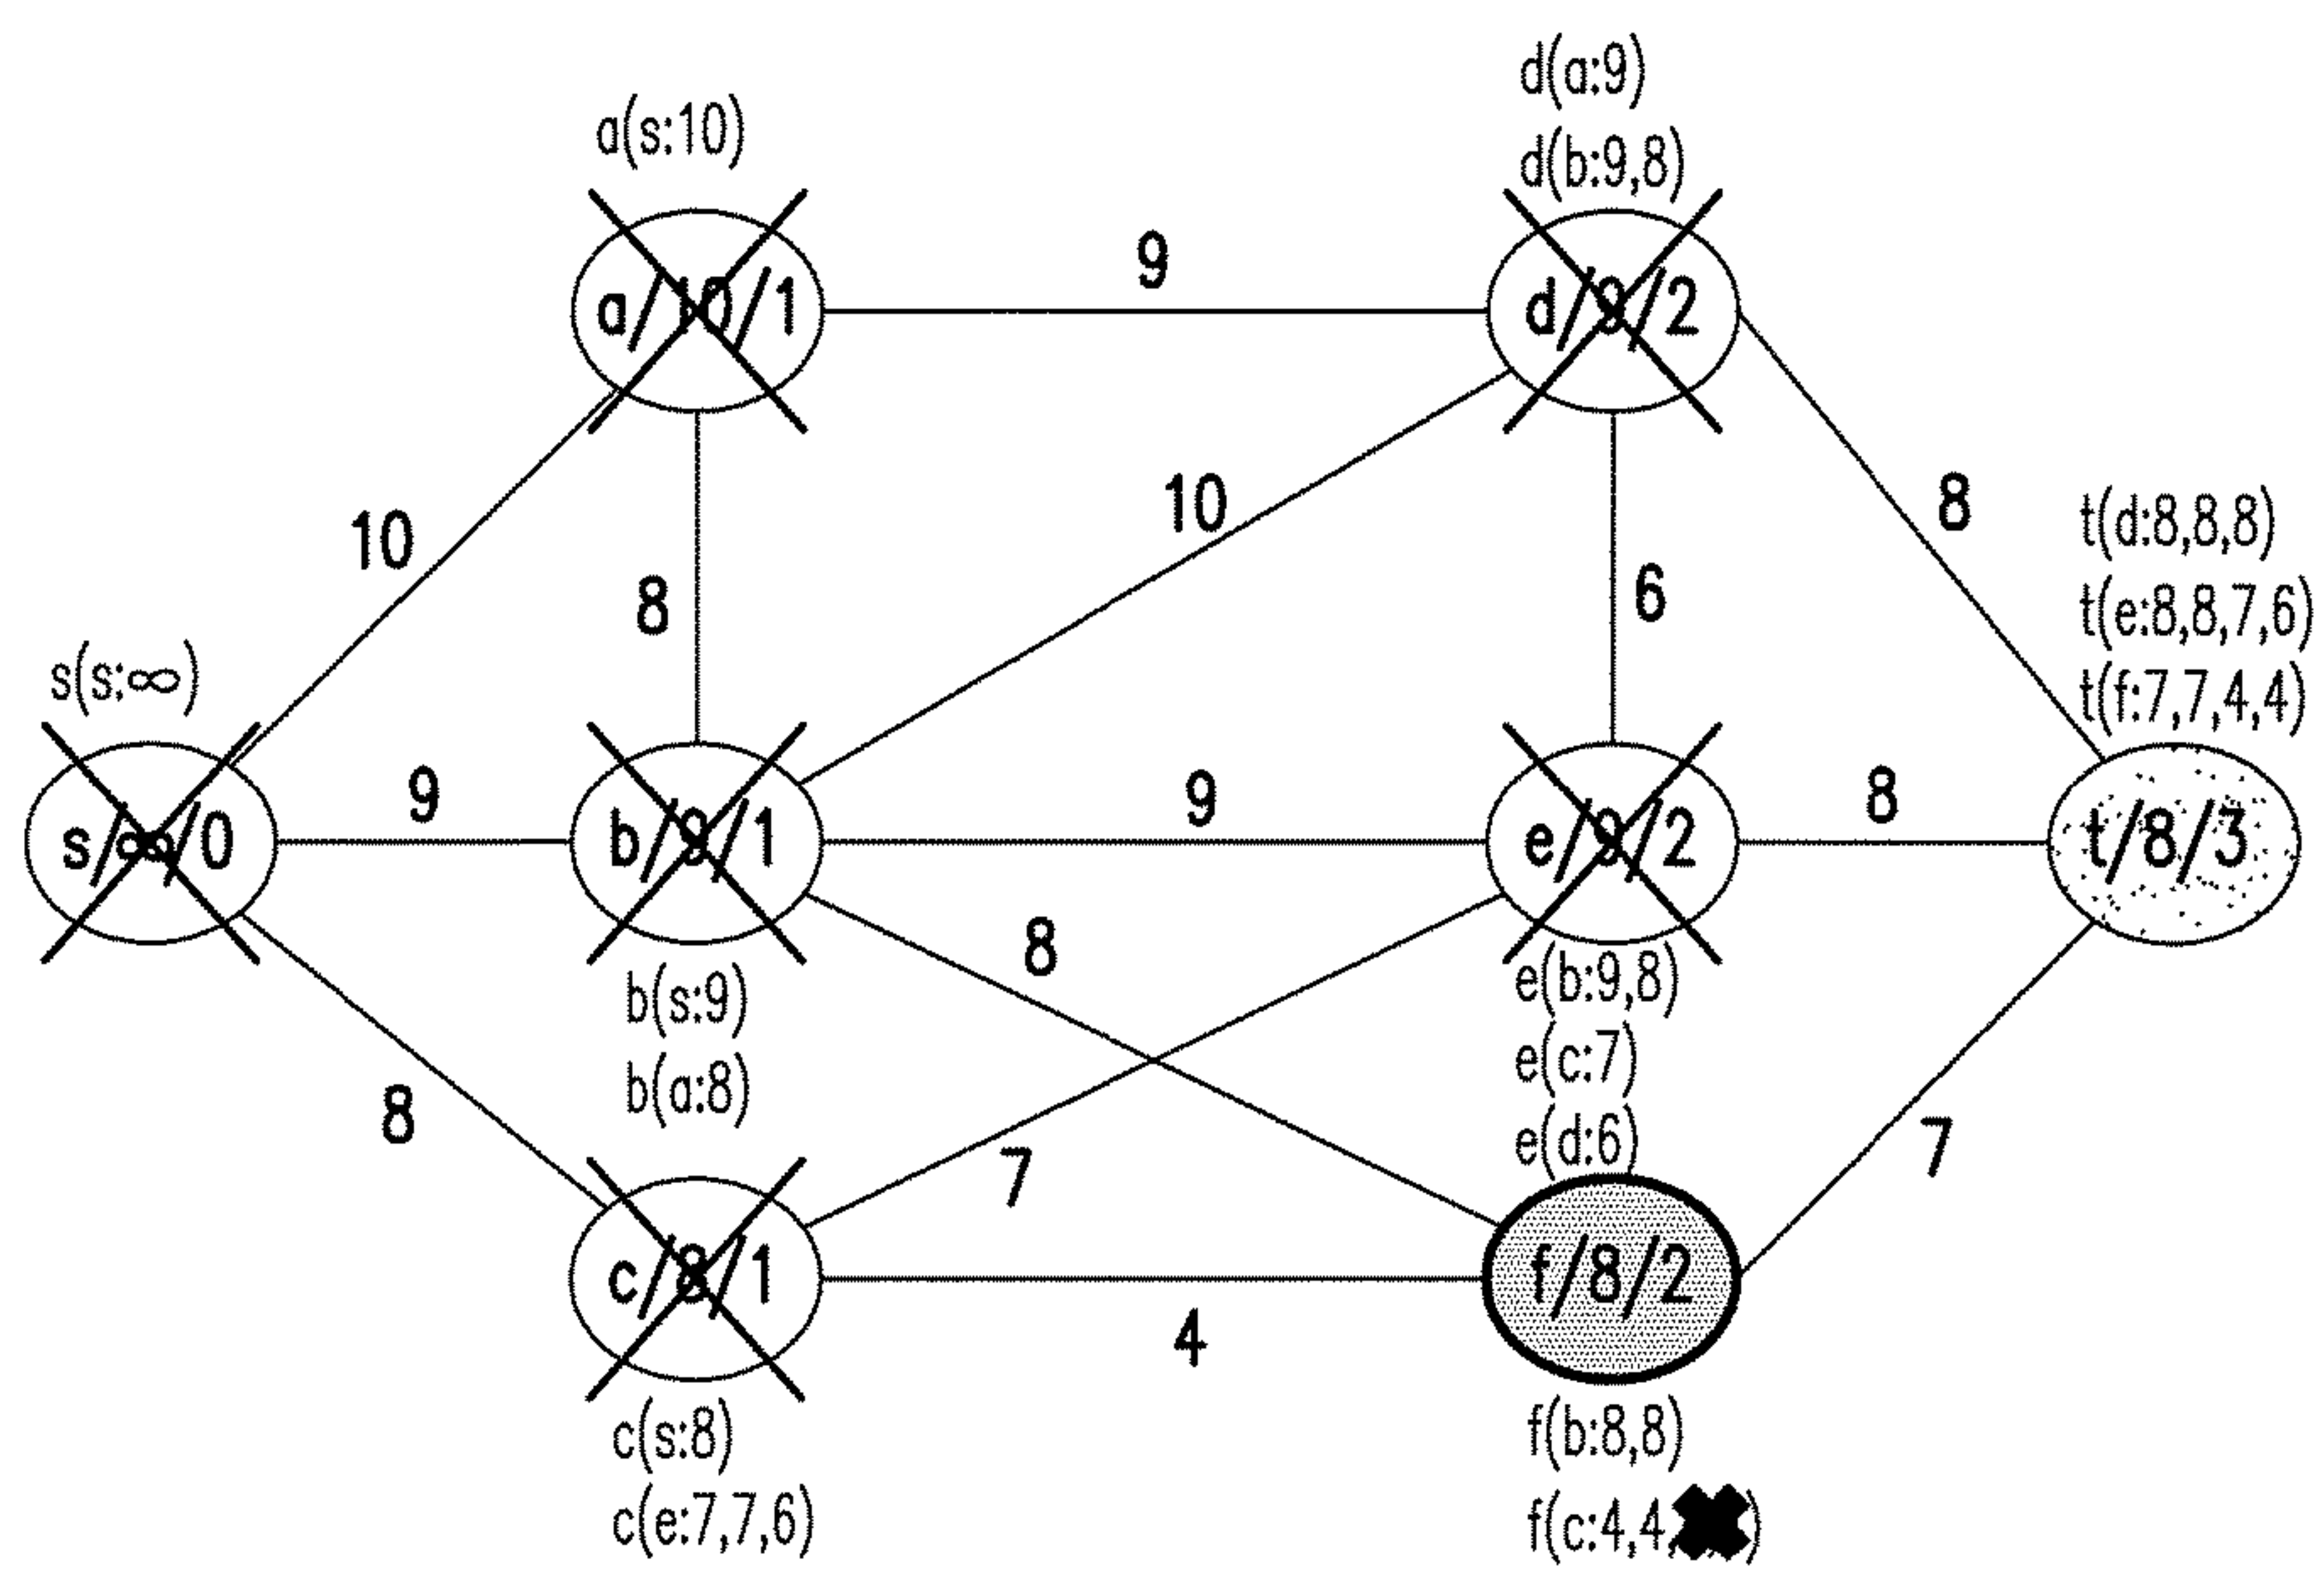 d(a:9)
a(s:10)
d(b:9,8)
9
a/10/1
d/9/2
10
10
8
t(d:8,8,8)
8
6
t(e:8,8,7,6)
s(s:∞)
t(f:7,7,4,4)
9
9
8
s/∞/0
b/9/1
e/9/2
t/8/3
8
b(s:9)
e(b:9,8)
b(a:8)
e(c:7)
8
7
e(d:6)
7
c/8/1
f/8/2
4
c(s:8)
f(b:8,8)
c(e:7,7,6)
f(c:4,4, )